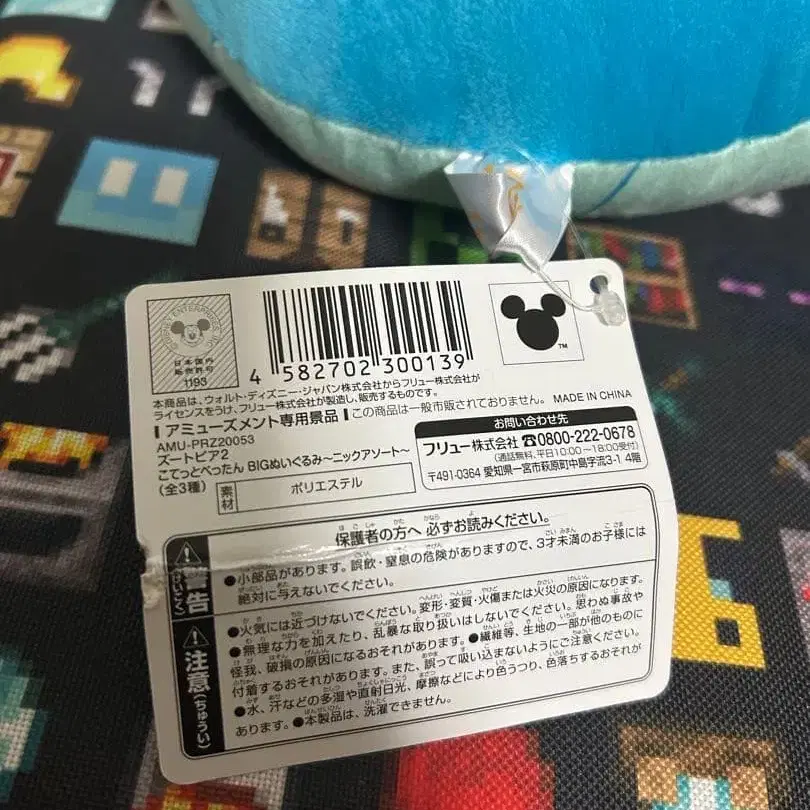 日本国内
販売許可
1193
4 582702 300139
TM
本商品は、ウォルト・ディズニー・ジャパン株式会社からフリュー株式会社が
ライセンスをうけ、フリュー株式会社が製造し、販売するものです。
アミューズメント専用景品 この商品は一般市販されておりません。 MADE IN CHINA
AMU-PRZ20053
ズートピア2
こてっとぺったん BIGぬいぐるみ~ニックアソート~
(全3種)
素材 ポリエステル
お問い合わせ先
フリュー株式会社 ☎0800-222-0678
(通話無料、平日10:00~18:00受付)
〒491-0364 愛知県一宮市萩原町中島字流3-1 4階
保護者の方へ 必ずお読みください。
警告
(けいこく)
●小部品があります。誤飲・窒息の危険がありますので、3才未満のお子様には
絶対に与えないでください。
注意
(ちゅうい)
●火気には近づけないでください。変形・変質・火傷または火災の原因になります。
●無理な力を加えたり、乱暴な取り扱いはしないでください。思わぬ事故や
怪我、破損の原因になるおそれがあります。●繊維等、生地の一部が他のものに
付着するおそれがあります。また、誤って吸い込まないようにご注意ください。
●水、汗などの多湿や直射日光、摩擦などにより色うつり、色落ちするおそれが
あります。●本製品は、洗濯できません。